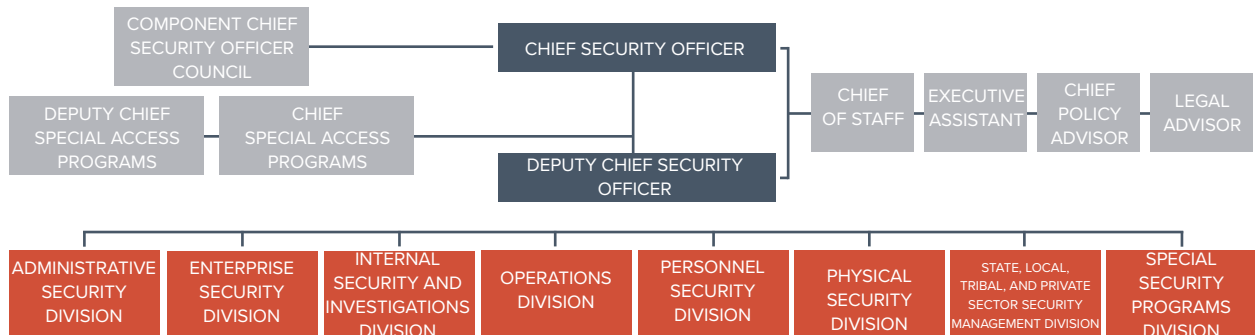 COMPONENT CHIEF
SECURITY OFFICER
COUNCIL
CHIEF SECURITY OFFICER
DEPUTY CHIEF
SPECIAL ACCESS
PROGRAMS
CHIEF
SPECIAL ACCESS
PROGRAMS
CHIEF
OF STAFF
EXECUTIVE
ASSISTANT
CHIEF
POLICY
ADVISOR
LEGAL
ADVISOR
DEPUTY CHIEF SECURITY
OFFICER
ADMINISTRATIVE
SECURITY
DIVISION
ENTERPRISE
SECURITY
DIVISION
INTERNAL
SECURITY AND
INVESTIGATIONS
DIVISION
OPERATIONS
DIVISION
PERSONNEL
SECURITY
DIVISION
PHYSICAL
SECURITY
DIVISION
STATE, LOCAL,
TRIBAL, AND PRIVATE
SECTOR SECURITY
MANAGEMENT DIVISION
SPECIAL
SECURITY
PROGRAMS
DIVISION